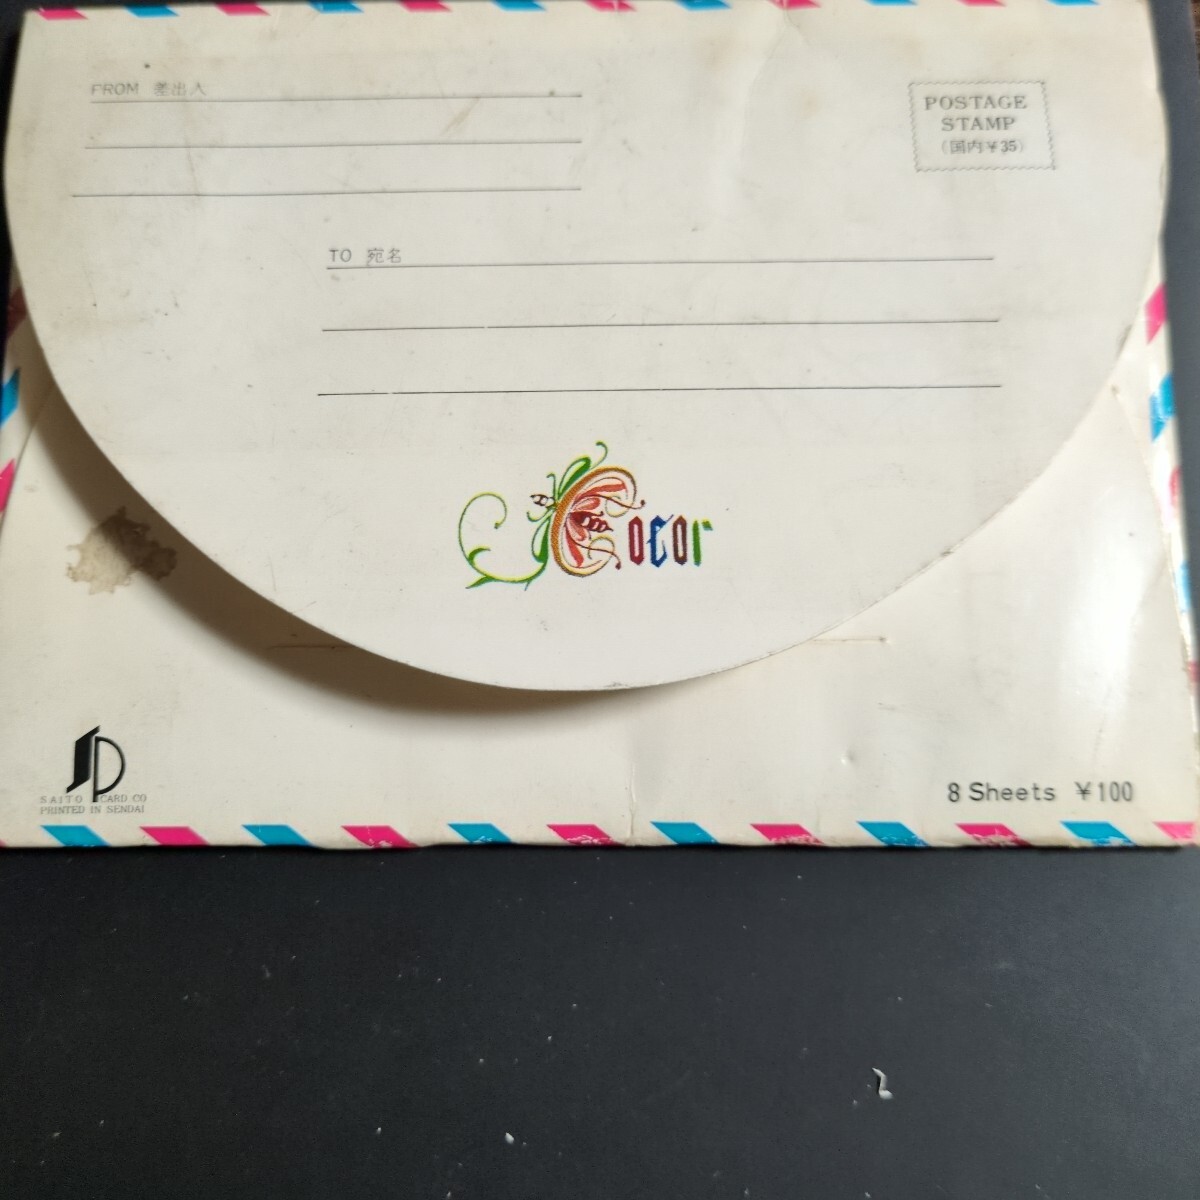 FROM 差出人
POSTAGE
STAMP
(国内¥35)
TO 宛名
Cocor
SAITO CARD CO
PRINTED IN SENDAI
8 Sheets ¥100